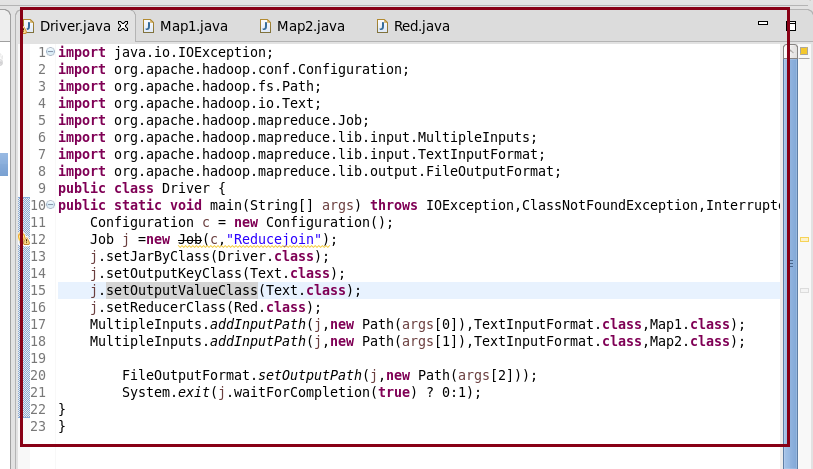 Driver.java Map1.java Map2.java Red.java
1 import java.io.IOException;
2 import org.apache.hadoop.conf.Configuration;
3 import org.apache.hadoop.fs.Path;
4 import org.apache.hadoop.io.Text;
5 import org.apache.hadoop.mapreduce.Job;
6 import org.apache.hadoop.mapreduce.lib.input.MultipleInputs;
7 import org.apache.hadoop.mapreduce.lib.input.TextInputFormat;
8 import org.apache.hadoop.mapreduce.lib.output.FileOutputFormat;
9 public class Driver {
10 public static void main(String[] args) throws IOException,ClassNotFoundException,Interrupte
11 Configuration c = new Configuration();
12 Job j =new Job(c,"Reducejoin");
13 j.setJarByClass(Driver.class);
14 j.setOutputKeyClass(Text.class);
15 j.setOutputValueClass(Text.class);
16 j.setReducerClass(Red.class);
17 MultipleInputs.addInputPath(j,new Path(args[0]),TextInputFormat.class,Map1.class);
18 MultipleInputs.addInputPath(j,new Path(args[1]),TextInputFormat.class,Map2.class);
19
20 FileOutputFormat.setOutputPath(j,new Path(args[2]));
21 System.exit(j.waitForCompletion(true) ? 0:1);
22 }
23 }